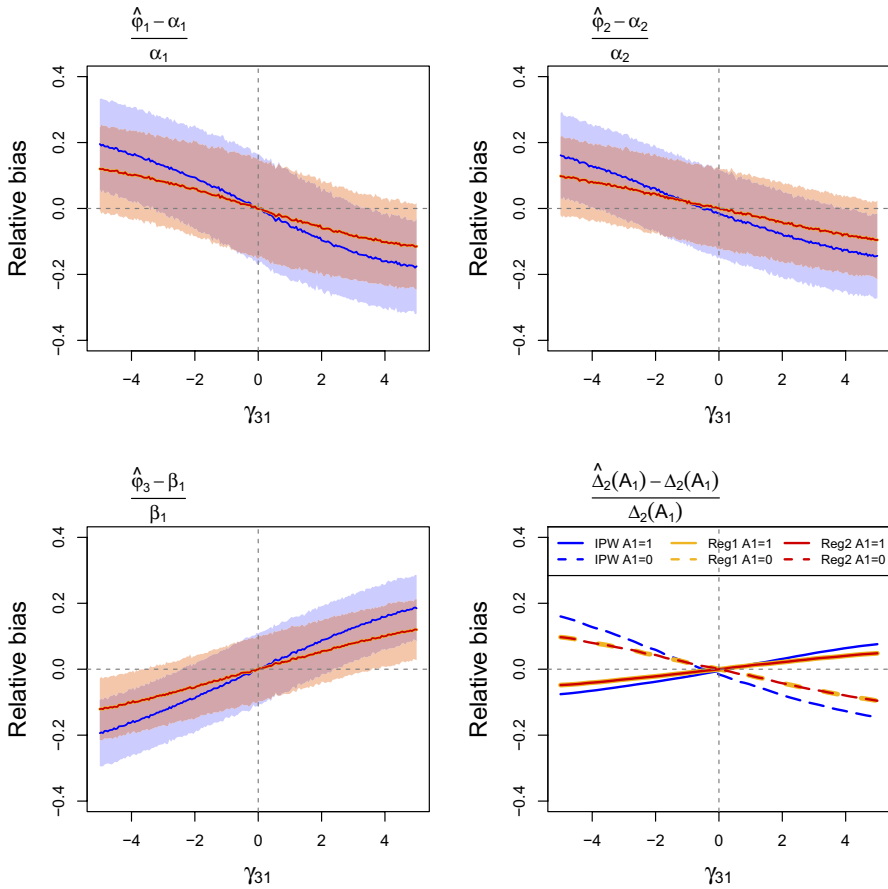 φ̂₁ − α₁ φ̂₂ − α₂
α₁ α₂
0.4 0.4
0.2 0.2
0.0 0.0
−0.2 −0.2
−0.4 −0.4
Relative bias Relative bias
−4 −2 0 2 4 −4 −2 0 2 4
γ₃₁ γ₃₁
φ̂₃ − β₁ Δ̂₂(A₁) − Δ₂(A₁)
β₁ Δ₂(A₁)
IPW A1=1 Reg1 A1=1 Reg2 A1=1
IPW A1=0 Reg1 A1=0 Reg2 A1=0
0.4 0.4
0.2 0.2
0.0 0.0
−0.2 −0.2
−0.4 −0.4
Relative bias Relative bias
−4 −2 0 2 4 −4 −2 0 2 4
γ₃₁ γ₃₁